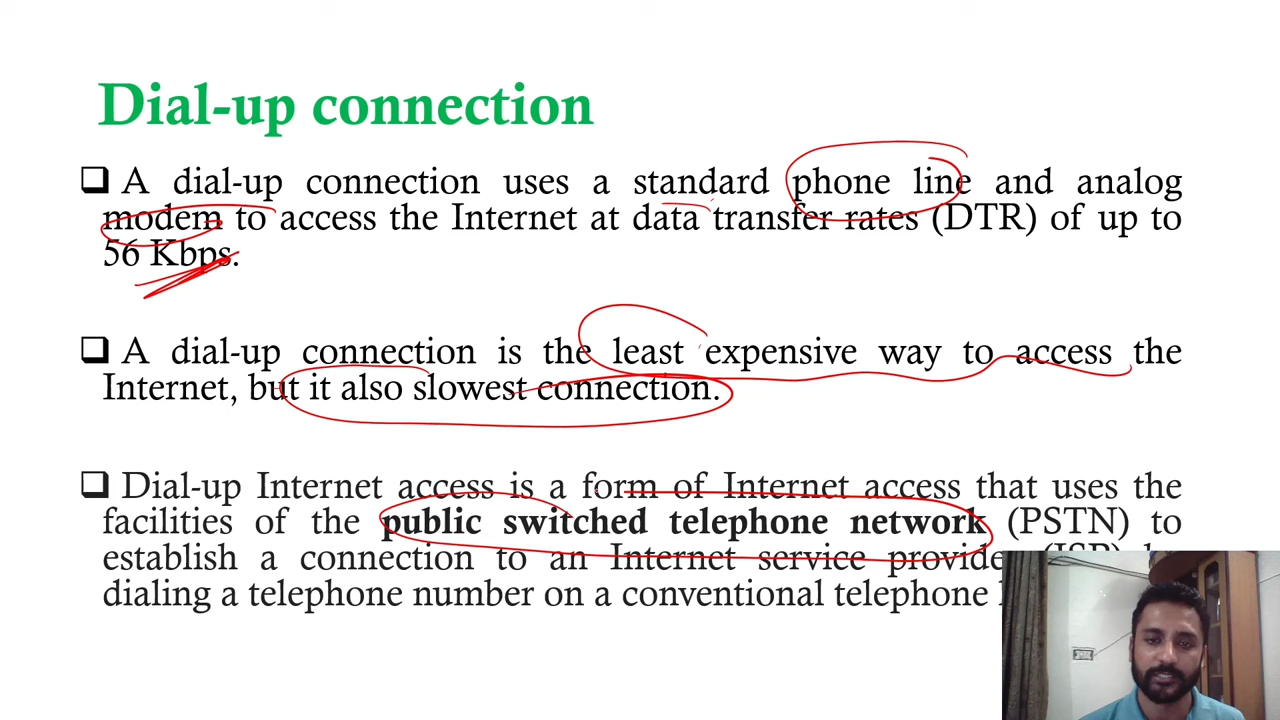 Dial-up connection
A dial-up connection uses a standard phone line and analog
modem to access the Internet at data transfer rates (DTR) of up to
56 Kbps.
A dial-up connection is the least expensive way to access the
Internet, but it also slowest connection.
Dial-up Internet access is a form of Internet access that uses the
facilities of the public switched telephone network (PSTN) to
establish a connection to an Internet service
dialing a telephone number on a conventional telephone